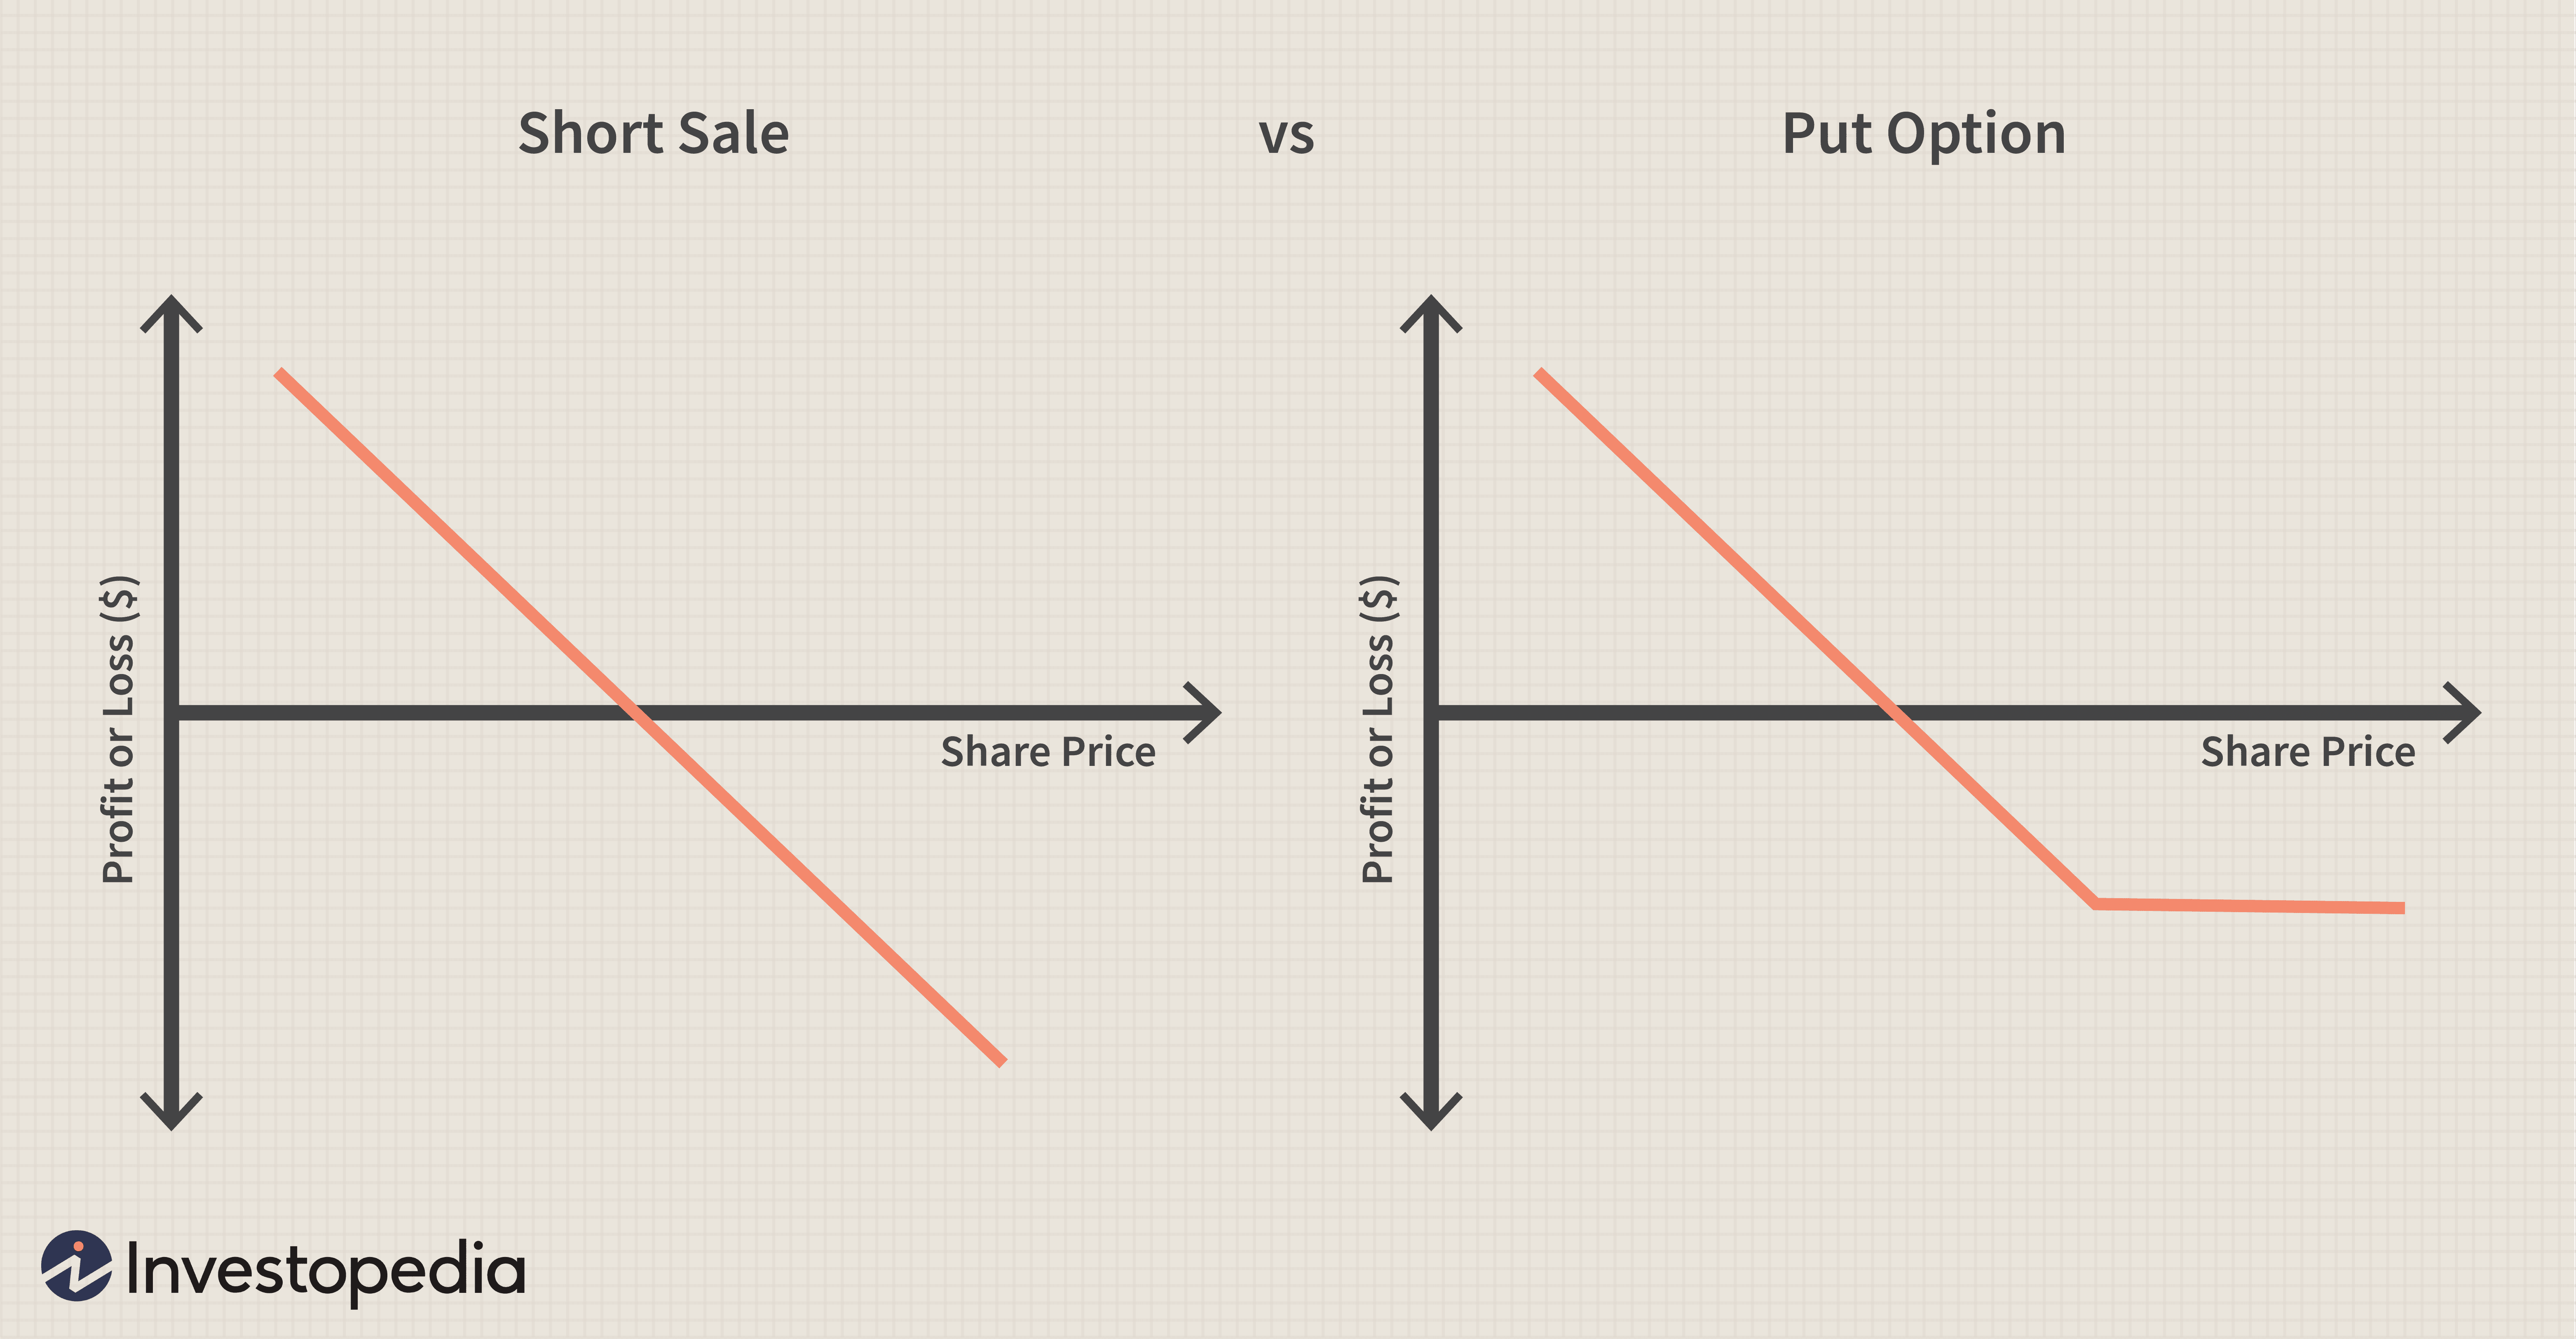 Short Sale
vs
Put Option
Profit or Loss ($)
Share Price
Profit or Loss ($)
Share Price
Investopedia